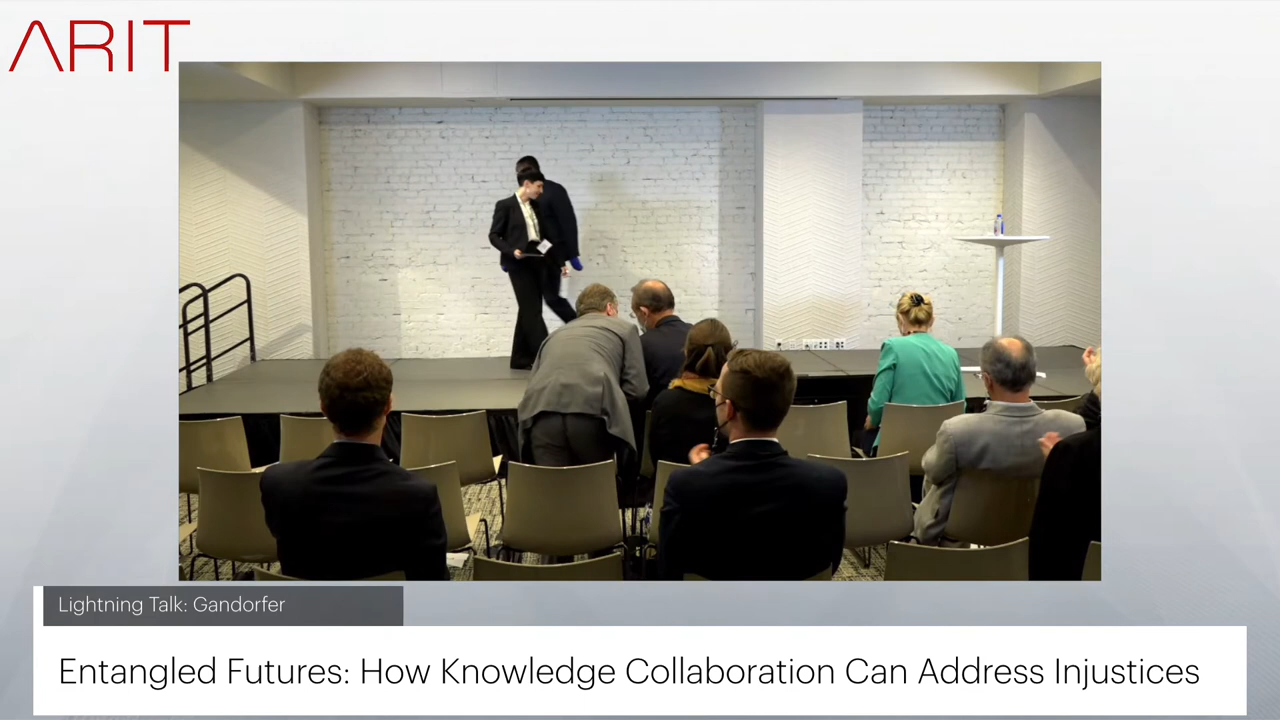 ARIT
Lightning Talk: Gandorfer
Entangled Futures: How Knowledge Collaboration Can Address Injustices